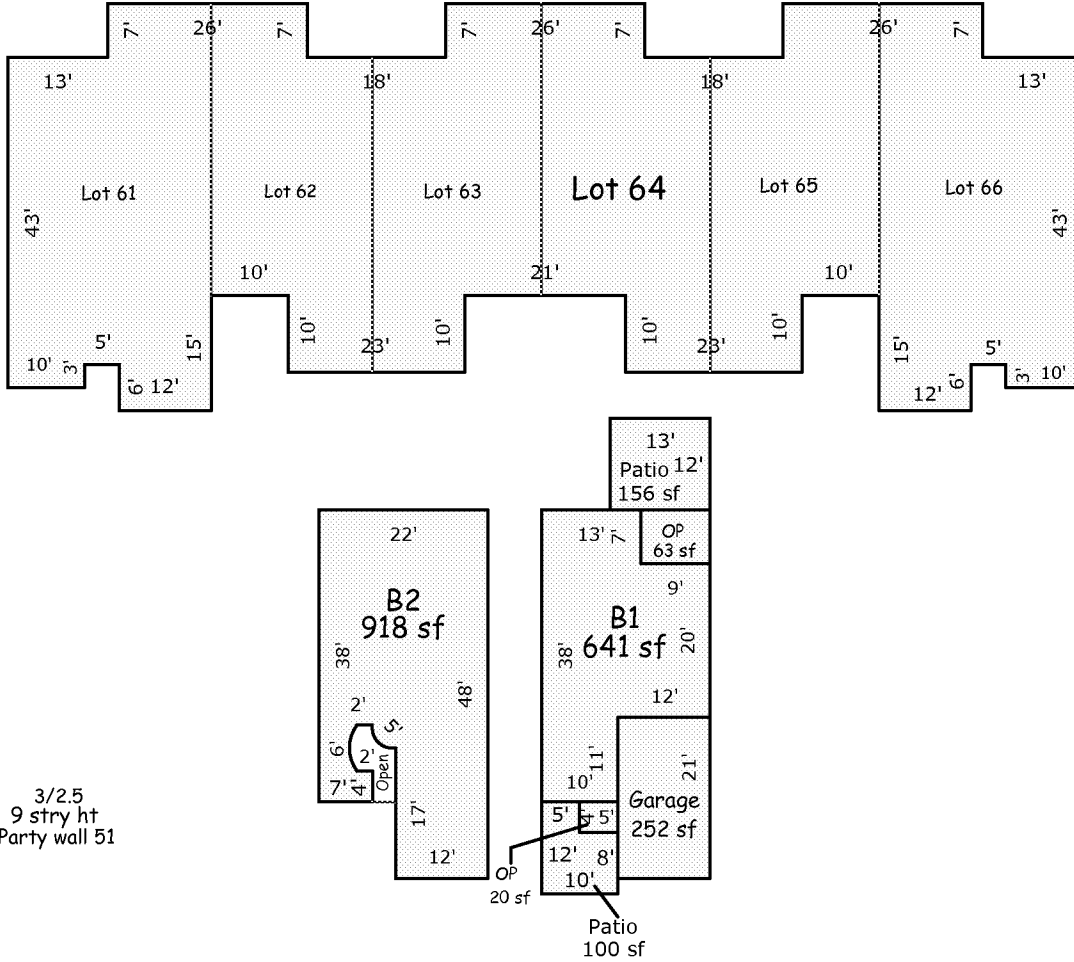 7' 26' 7' 7' 26' 7' 26' 7'
13' 18' 18' 13'
Lot 61 Lot 62 Lot 63 Lot 64 Lot 65 Lot 66
43' 43'
10' 21' 10'
10' 10' 10' 10'
15' 23' 23' 15'
5' 5'
10' 3' 6' 12' 12' 6' 3' 10'
13'
Patio 12'
156 sf
22'
13' 7' OP
63 sf
9'
B2
918 sf
B1
641 sf
38' 38' 20'
48' 12'
2' 5'
6' 2' Open
7' 4'
11' 21'
10'
17' 12'
3/2.5
9 stry ht
Party wall 51
Garage
252 sf
5' 4' 5'
12' 8'
10'
OP
20 sf
Patio
100 sf